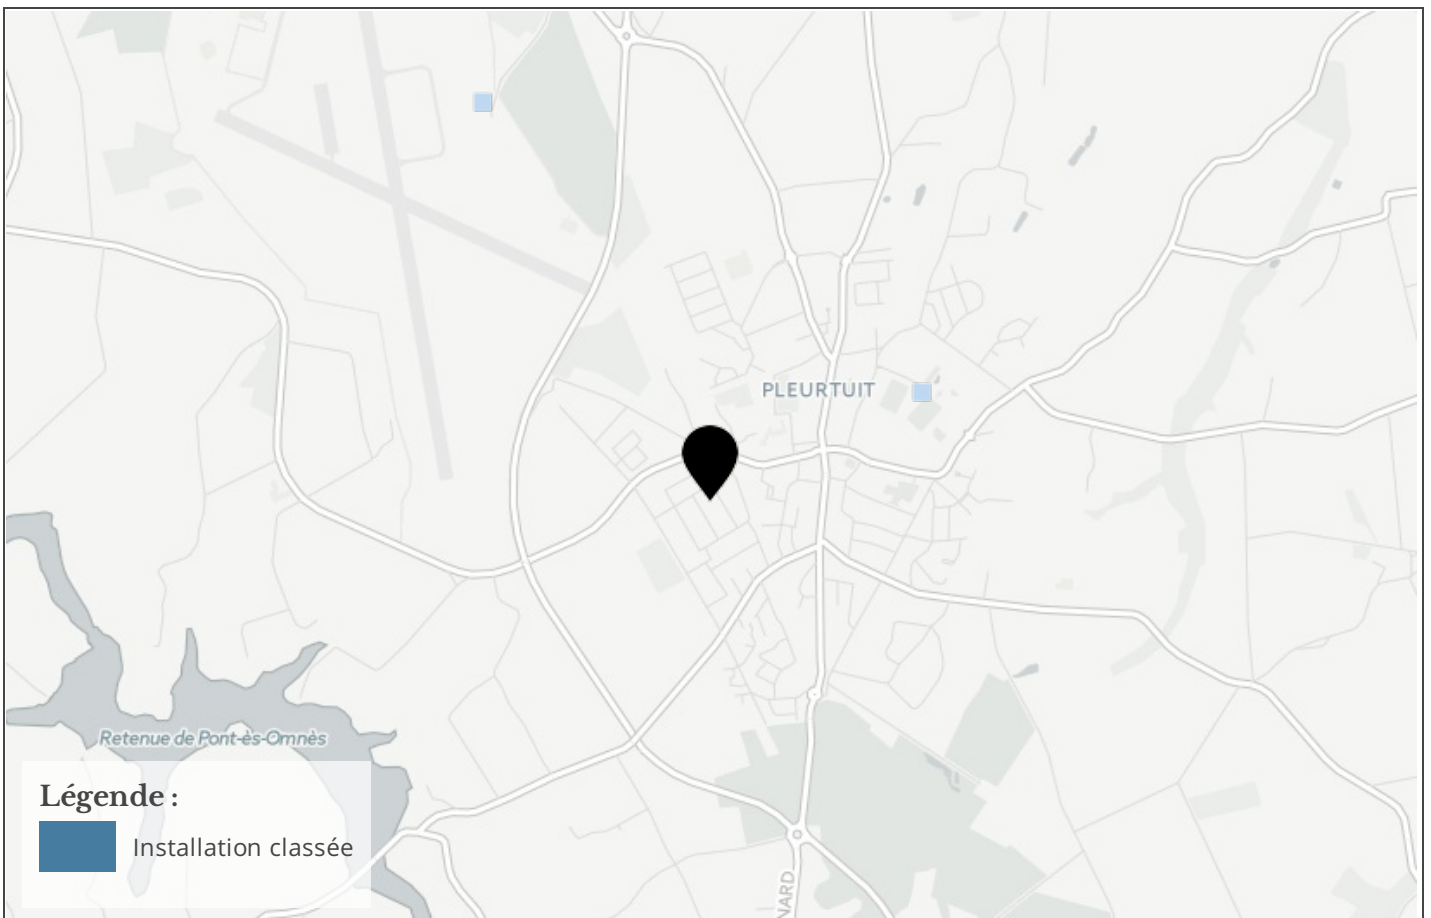 PLEURTUIT
Retenue de Pont-ès-Omnès
Légende :
Installation classée
NARD